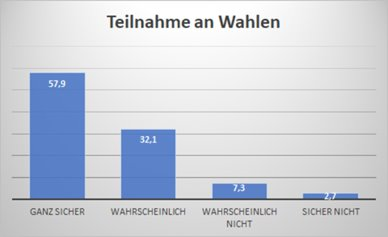 Teilnahme an Wahlen
57,9
32,1
7,3
2,7
GANZ SICHER
WAHRSCHEINLICH
WAHRSCHEINLICH
NICHT
SICHER NICHT